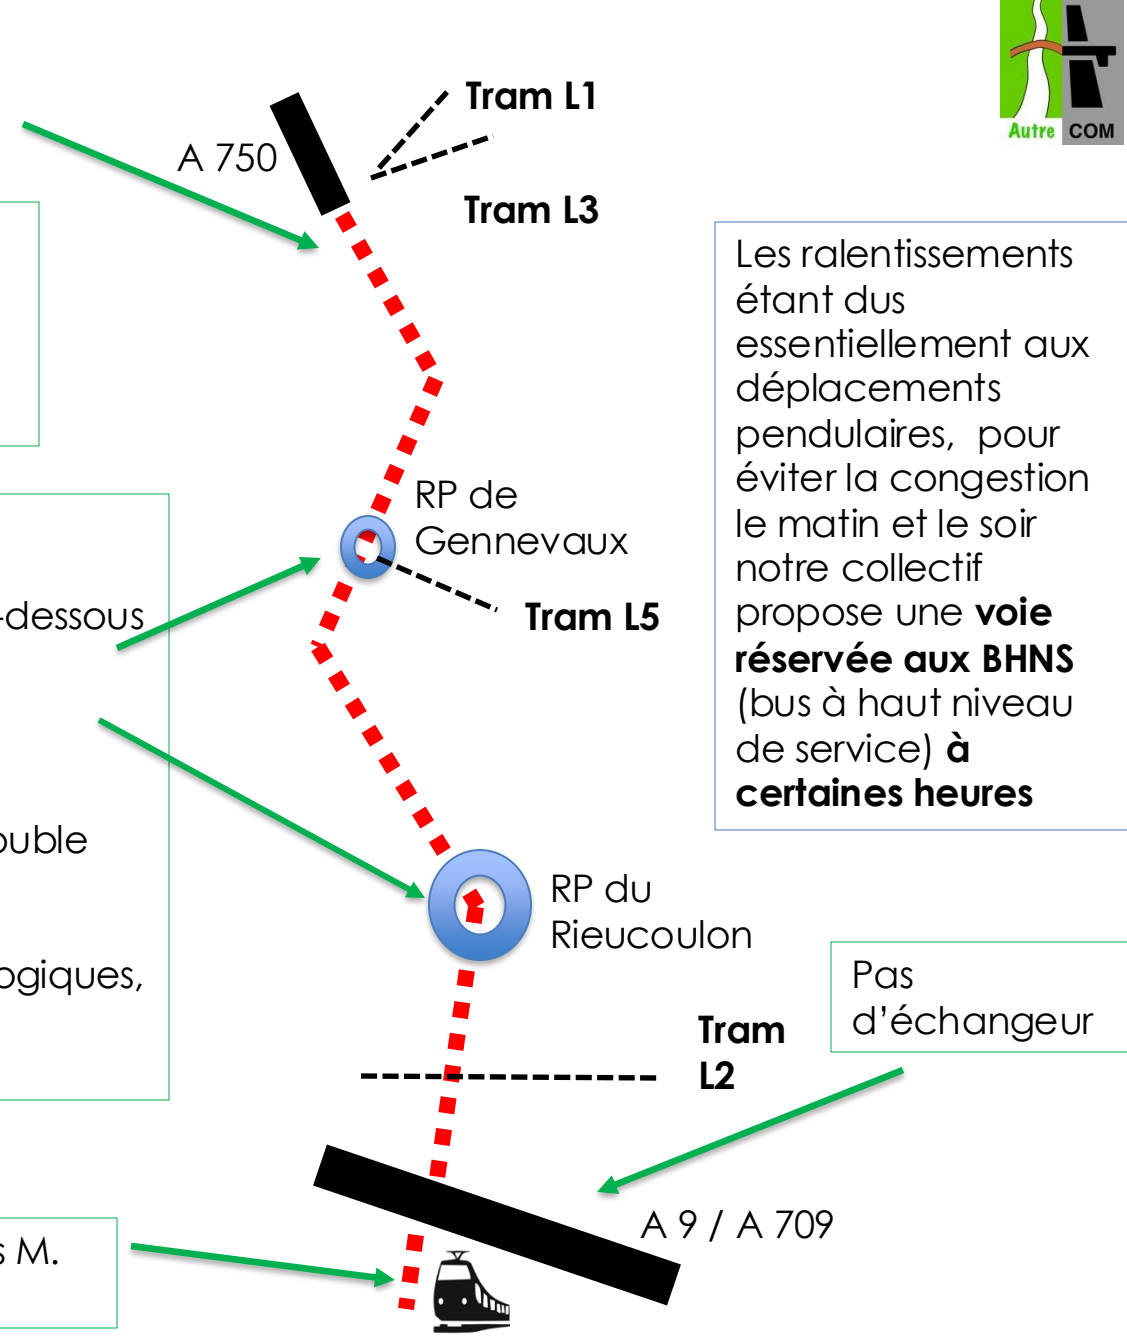 Autre COM
Tram L1
A 750
Tram L3
Les ralentissements
étant dus
essentiellement aux
déplacements
pendulaires, pour
éviter la congestion
le matin et le soir
notre collectif
propose une voie
réservée aux BHNS
(bus à haut niveau
de service) à
certaines heures
RP de
Gennevaux
-dessous
Tram L5
ouble
RP du
Rieucoulon
ogiques,
Pas
d’échangeur
Tram
L2
A 9 / A 709
s M.